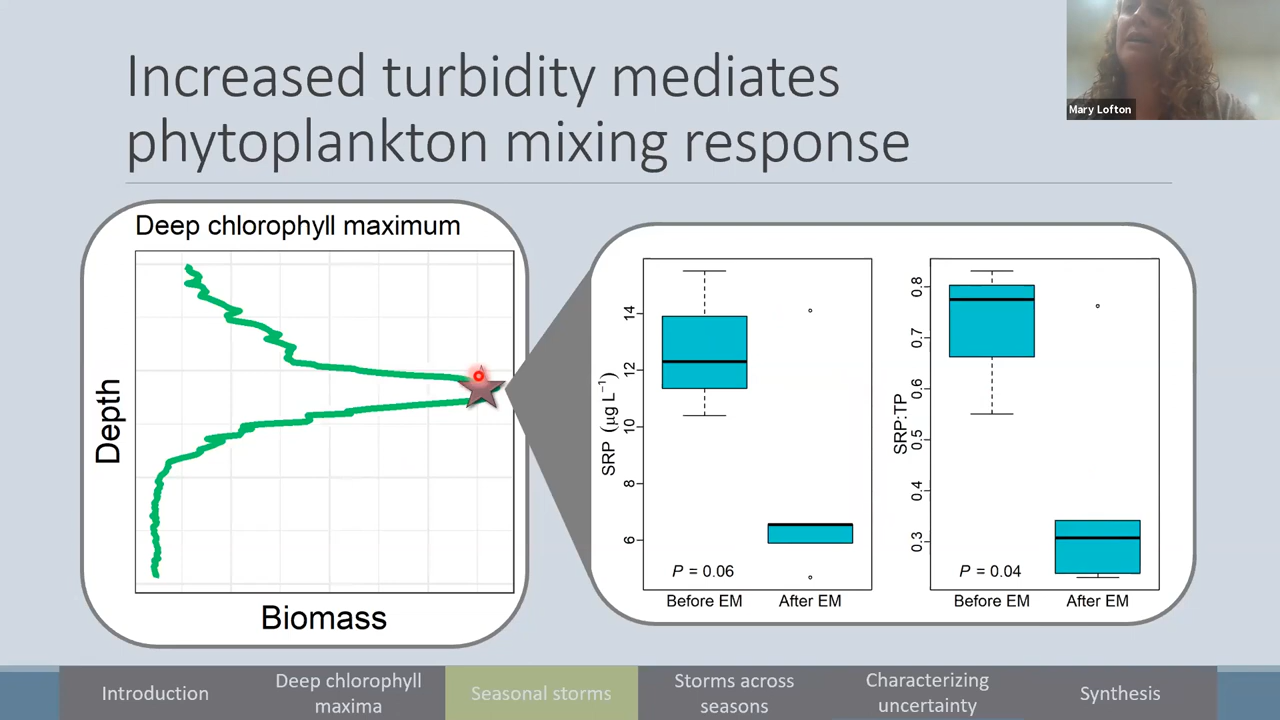 Increased turbidity mediates
phytoplankton mixing response
Mary Lofton
Deep chlorophyll maximum
Depth
Biomass
SRP (µg L⁻¹)
14
12
10
8
6
P = 0.06
Before EM
After EM
SRP:TP
0.8
0.7
0.6
0.5
0.4
0.3
P = 0.04
Before EM
After EM
Introduction
Deep chlorophyll
maxima
Seasonal storms
Storms across
seasons
Characterizing
uncertainty
Synthesis